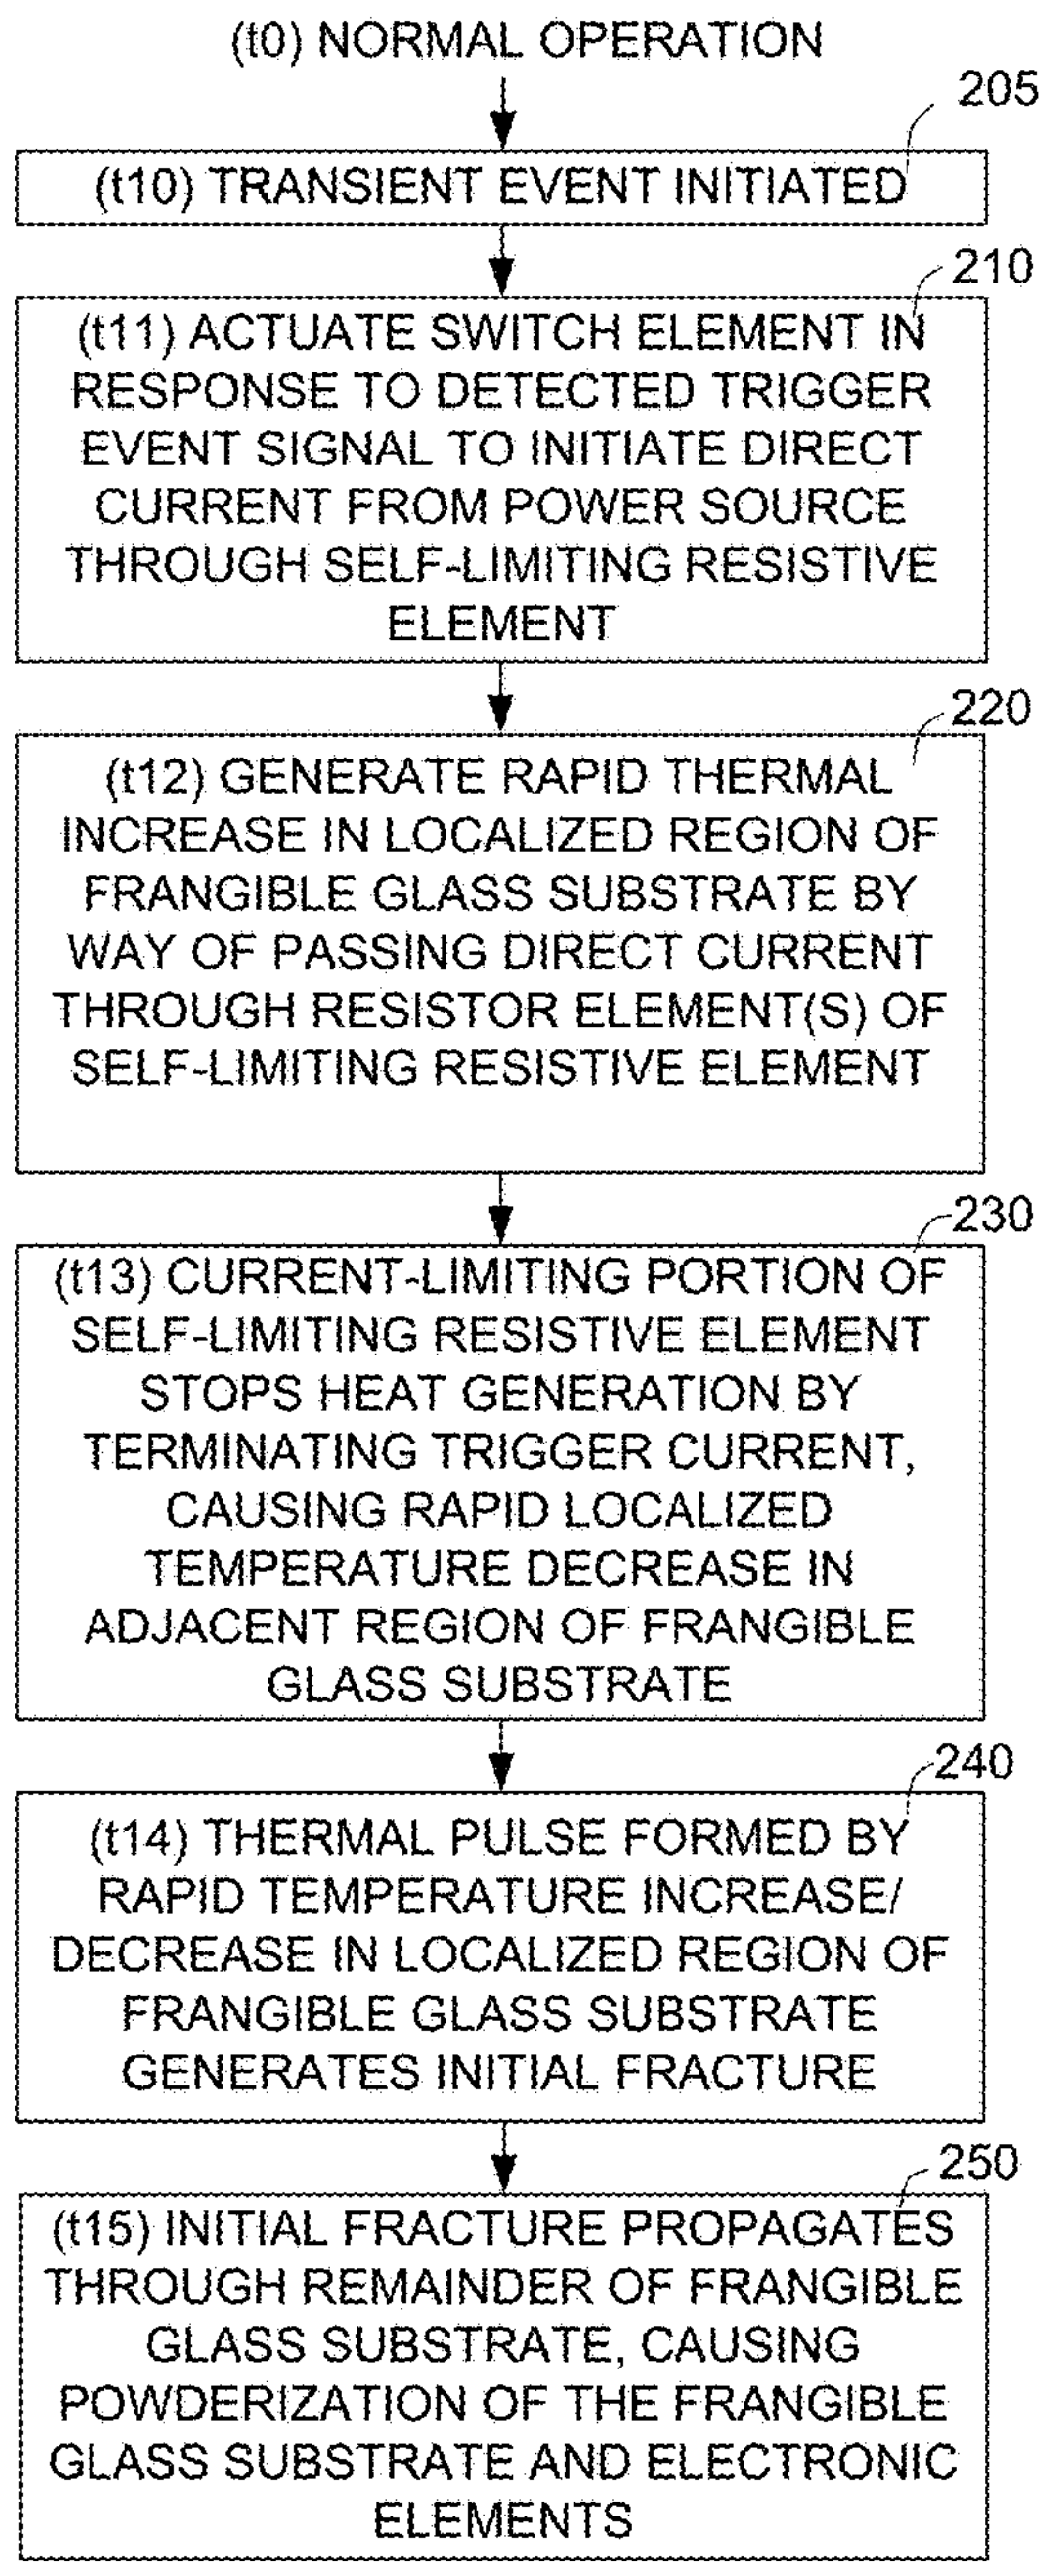 (t0) NORMAL OPERATION
205
(t10) TRANSIENT EVENT INITIATED
210
(t11) ACTUATE SWITCH ELEMENT IN
RESPONSE TO DETECTED TRIGGER
EVENT SIGNAL TO INITIATE DIRECT
CURRENT FROM POWER SOURCE
THROUGH SELF-LIMITING RESISTIVE
ELEMENT
220
(t12) GENERATE RAPID THERMAL
INCREASE IN LOCALIZED REGION OF
FRANGIBLE GLASS SUBSTRATE BY
WAY OF PASSING DIRECT CURRENT
THROUGH RESISTOR ELEMENT(S) OF
SELF-LIMITING RESISTIVE ELEMENT
230
(t13) CURRENT-LIMITING PORTION OF
SELF-LIMITING RESISTIVE ELEMENT
STOPS HEAT GENERATION BY
TERMINATING TRIGGER CURRENT,
CAUSING RAPID LOCALIZED
TEMPERATURE DECREASE IN
ADJACENT REGION OF FRANGIBLE
GLASS SUBSTRATE
240
(t14) THERMAL PULSE FORMED BY
RAPID TEMPERATURE INCREASE/
DECREASE IN LOCALIZED REGION OF
FRANGIBLE GLASS SUBSTRATE
GENERATES INITIAL FRACTURE
250
(t15) INITIAL FRACTURE PROPAGATES
THROUGH REMAINDER OF FRANGIBLE
GLASS SUBSTRATE, CAUSING
POWDERIZATION OF THE FRANGIBLE
GLASS SUBSTRATE AND ELECTRONIC
ELEMENTS